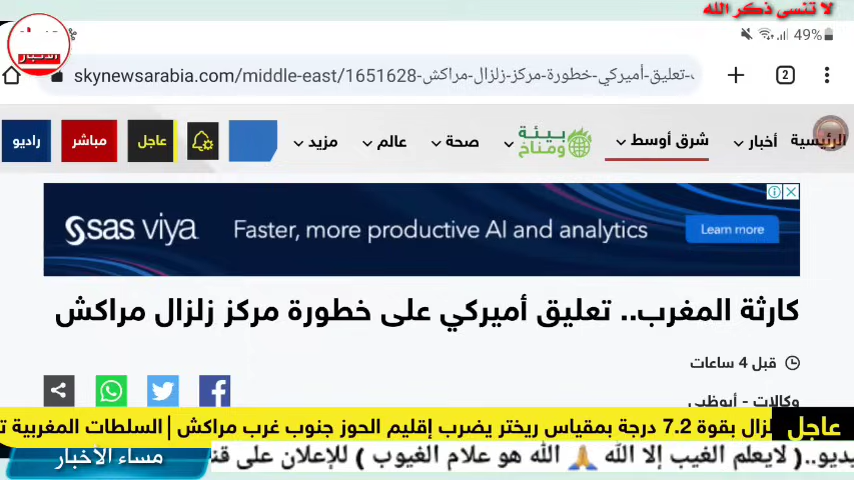 لا تنسى ذكر الله
الأخبار
49%
skynewsarabia.com/middle-east/1651628-تعليق-أميركي-خطورة-مركز-زلزال-مراكش
2
الرئيسية أخبار شرق أوسط بيئة ومناخ صحة عالم مزيد عاجل مباشر راديو
sas viya Faster, more productive AI and analytics Learn more
كارثة المغرب.. تعليق أميركي على خطورة مركز زلزال مراكش
قبل 4 ساعات
وكالات - أبوظبي
عاجل لزال بقوة 7.2 درجة بمقياس ريختر يضرب إقليم الحوز جنوب غرب مراكش | السلطات المغربية
يديو..( لايعلم الغيب إلا الله 🙏 الله هو علام الغيوب ) للإعلان على قنا
مساء الأخبار